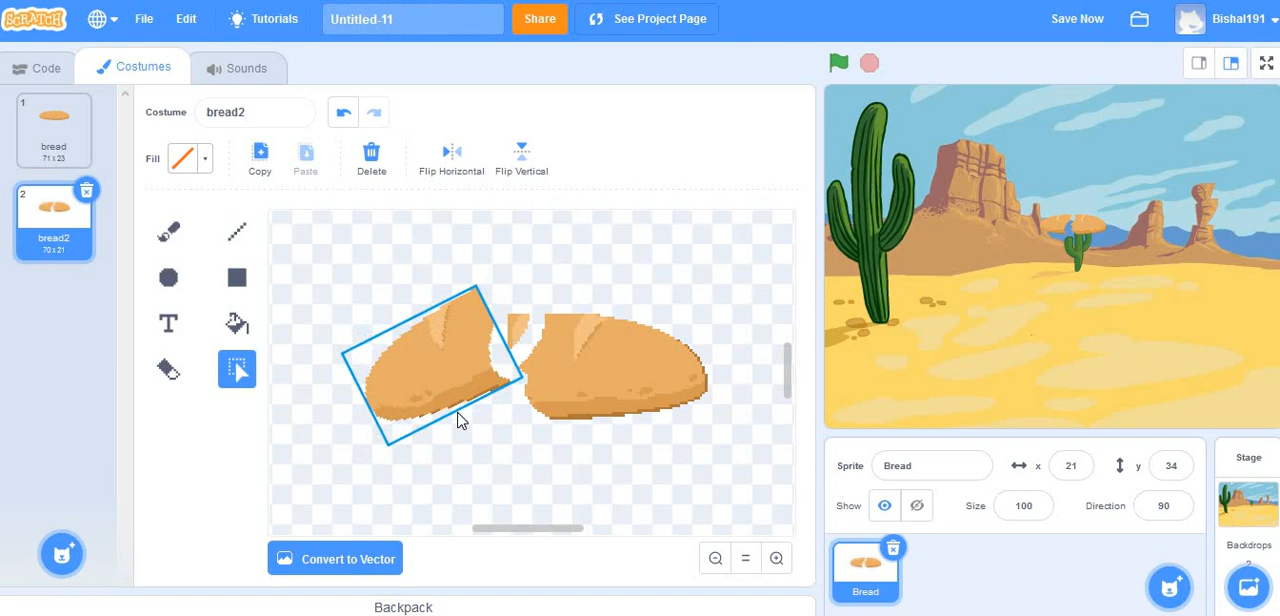 SCRATCH File Edit Tutorials Untitled-11 Share See Project Page Save Now Bishal191
Code Costumes Sounds
1
bread
71 x 23
2
bread2
70 x 21
Costume bread2
Fill Copy Paste Delete Flip Horizontal Flip Vertical
T
Convert to Vector
Backpack
Sprite Bread x 21 y 34
Show Size 100 Direction 90
Bread
Stage
Backdrops
2